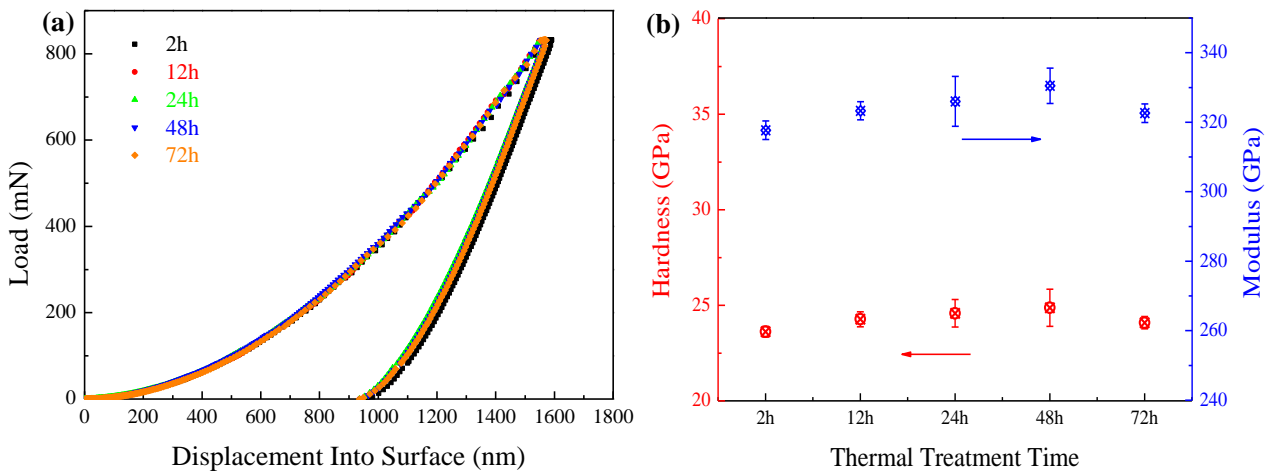 (a)
2h
12h
24h
48h
72h
800
600
400
200
0
Load (mN)
0 200 400 600 800 1000 1200 1400 1600 1800
Displacement Into Surface (nm)
(b)
40
35
30
25
20
Hardness (GPa)
340
320
300
280
260
240
Modulus (GPa)
2h 12h 24h 48h 72h
Thermal Treatment Time